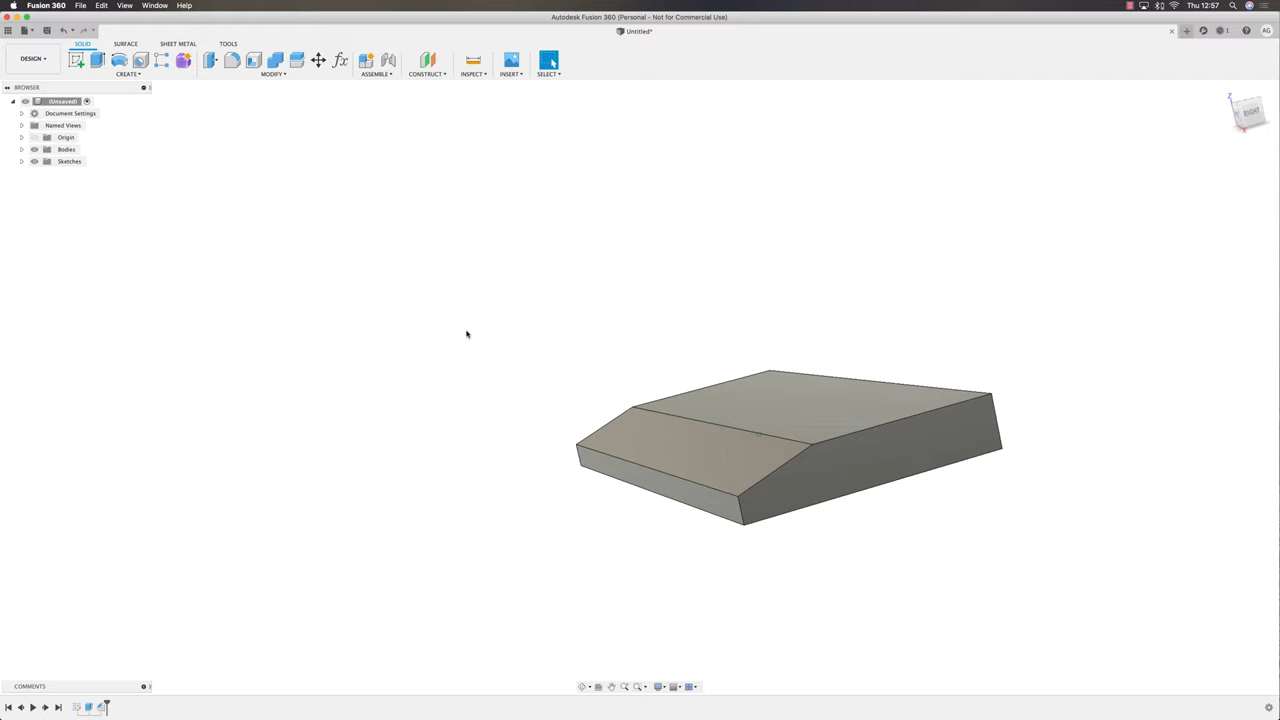 Fusion 360 File Edit View Window Help Thu 12:57
Autodesk Fusion 360 (Personal - Not for Commercial Use)
Untitled* 1 AG
SOLID SURFACE SHEET METAL TOOLS
DESIGN
CREATE MODIFY ASSEMBLE CONSTRUCT INSPECT INSERT SELECT
BROWSER
(Unsaved)
Document Settings
Named Views
Origin
Bodies
Sketches
Z
RIGHT
X
COMMENTS